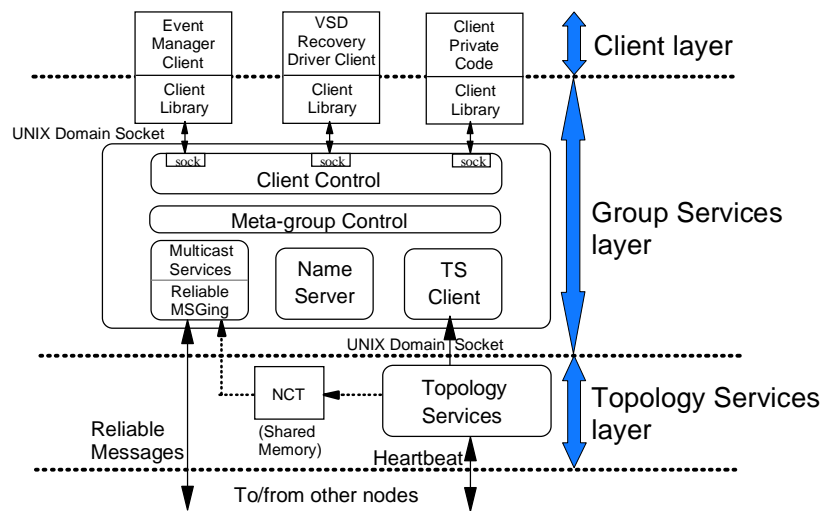 Event
Manager
Client
Client
Library
VSD
Recovery
Driver Client
Client
Library
Client
Private
Code
Client
Library
Client layer
UNIX Domain Socket
sock
sock
sock
Client Control
Meta-group Control
Multicast
Services
Reliable
MSGing
Name
Server
TS
Client
Group Services
layer
UNIX Domain Socket
NCT
(Shared
Memory)
Topology
Services
Topology Services
layer
Reliable
Messages
Heartbeat
To/from other nodes